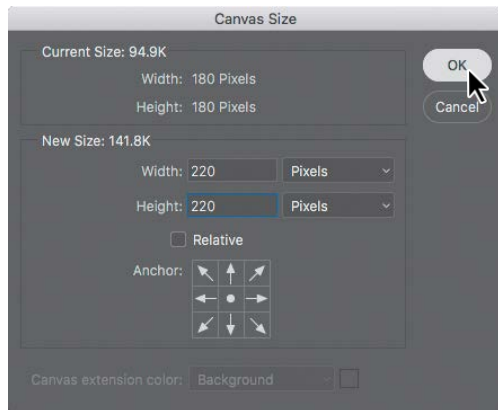 Canvas Size
Current Size: 94.9K
Width: 180 Pixels
Height: 180 Pixels
OK
Cancel
New Size: 141.8K
Width: 220 Pixels
Height: 220 Pixels
Relative
Anchor:
Canvas extension color: Background